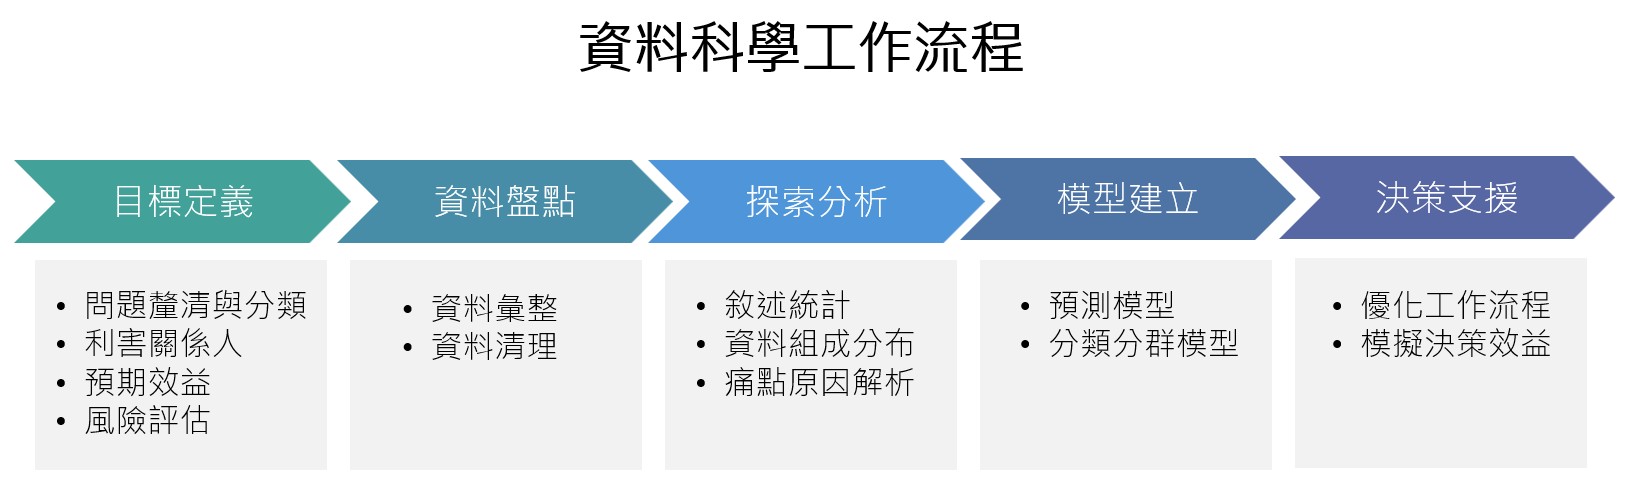 資料科學工作流程
目標定義
• 問題釐清與分類
• 利害關係人
• 預期效益
• 風險評估
資料盤點
• 資料彙整
• 資料清理
探索分析
• 敘述統計
• 資料組成分布
• 痛點原因解析
模型建立
• 預測模型
• 分類分群模型
決策支援
• 優化工作流程
• 模擬決策效益